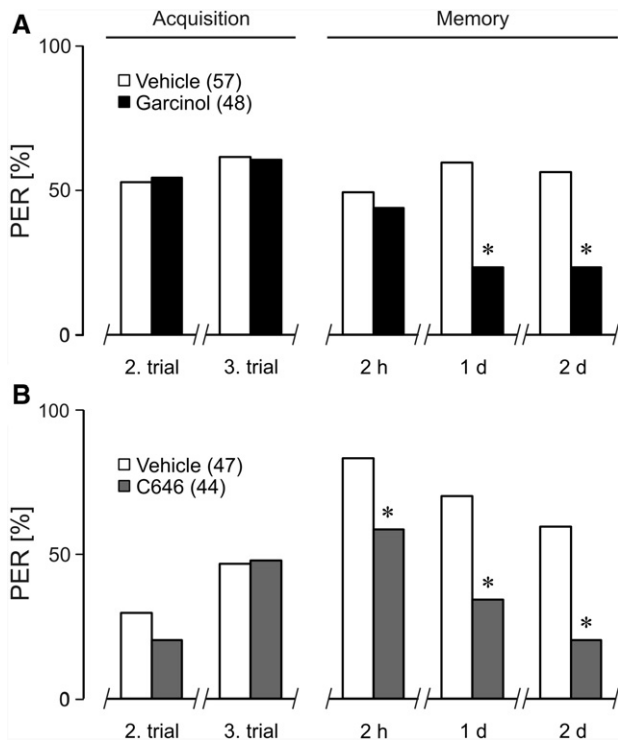 A
Acquisition Memory
100
Vehicle (57)
Garcinol (48)
PER [%]
50
* *
0
2. trial 3. trial 2 h 1 d 2 d
B
100
Vehicle (47)
C646 (44)
PER [%]
50
* * *
0
2. trial 3. trial 2 h 1 d 2 d